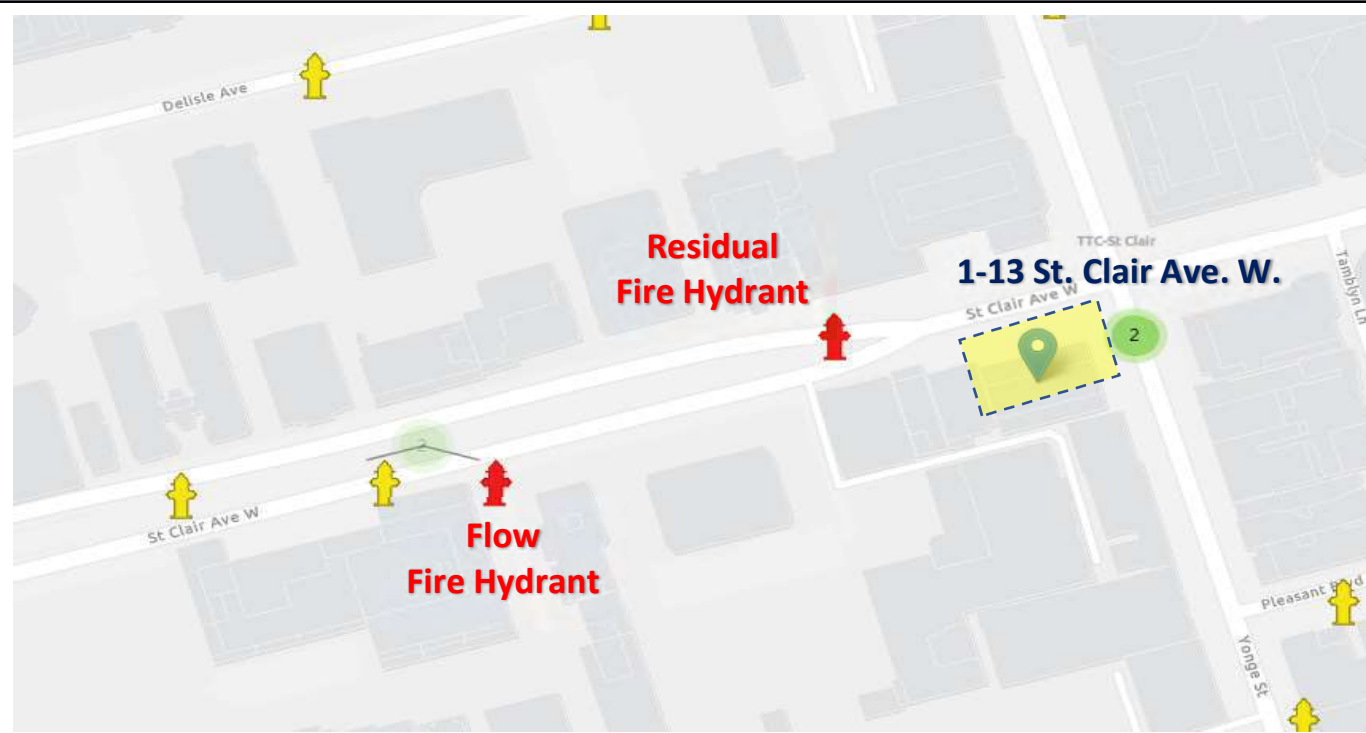 Delisle Ave
Residual
Fire Hydrant
TTC-St Clair
1-13 St. Clair Ave. W.
Tamblyn Ln
St Clair Ave W
2
2
St Clair Ave W
Flow
Fire Hydrant
Pleasant Blvd
Yonge St